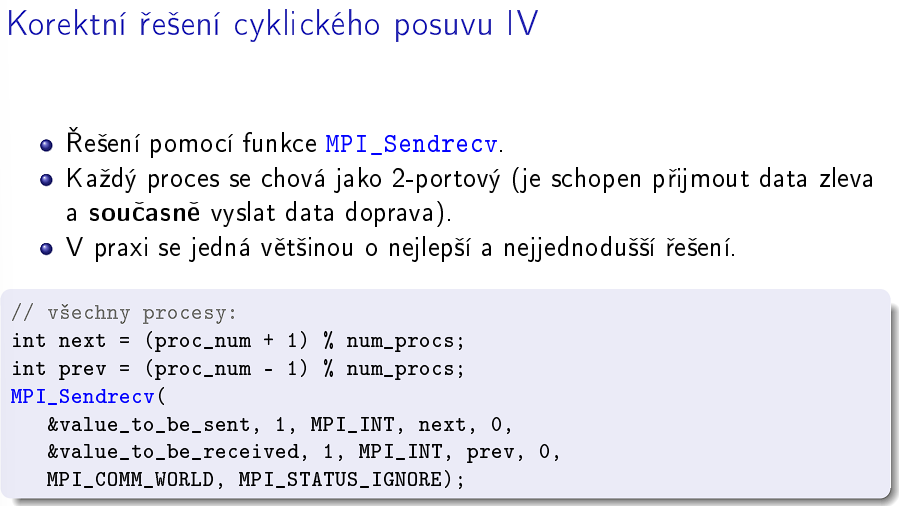 Korektní řešení cyklického posuvu IV
Řešení pomocí funkce MPI_Sendrecv.
Každý proces se chová jako 2-portový (je schopen přijmout data zleva
a současně vyslat data doprava).
V praxi se jedná většinou o nejlepší a nejjednodušší řešení.
// všechny procesy:
int next = (proc_num + 1) % num_procs;
int prev = (proc_num - 1) % num_procs;
MPI_Sendrecv(
&value_to_be_sent, 1, MPI_INT, next, 0,
&value_to_be_received, 1, MPI_INT, prev, 0,
MPI_COMM_WORLD, MPI_STATUS_IGNORE);